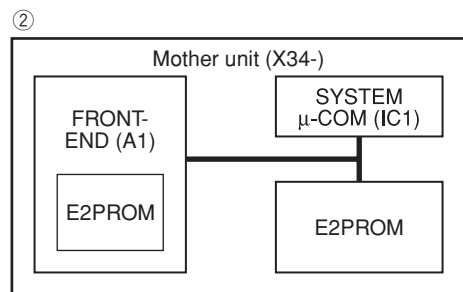 ②
Mother unit (X34-)
FRONT-
END (A1)
E2PROM
SYSTEM
μ-COM (IC1)
E2PROM